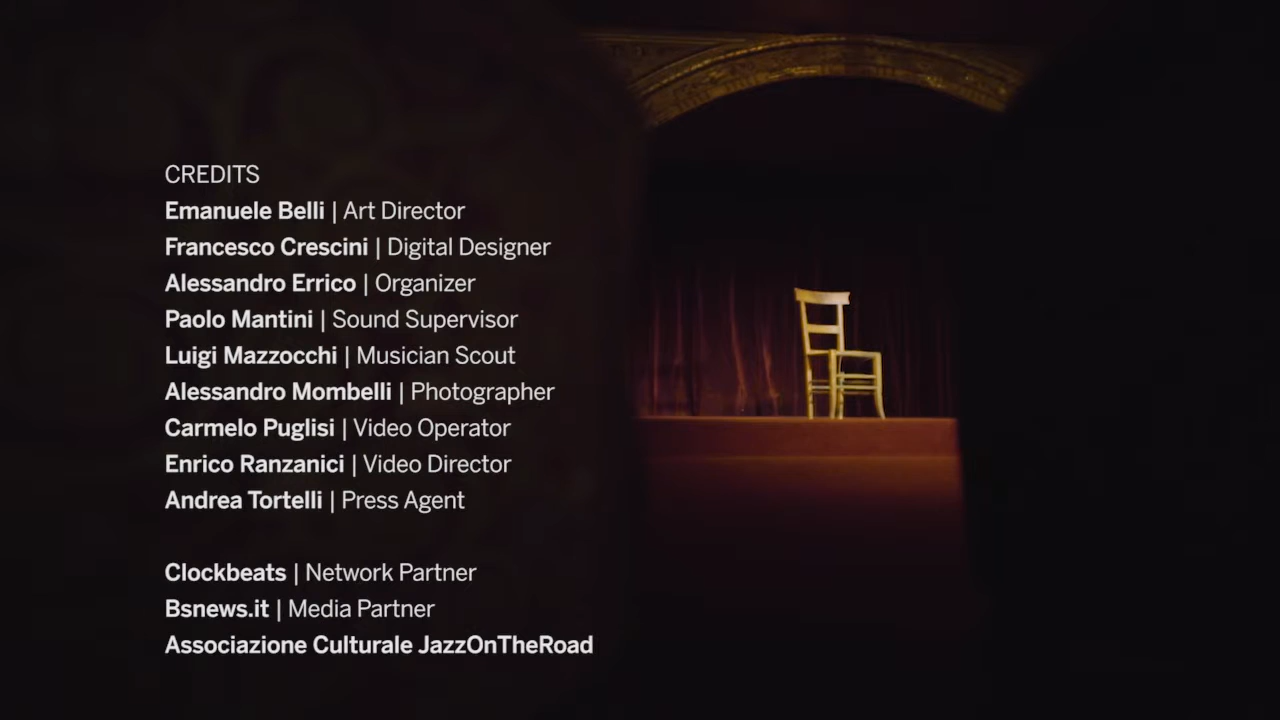 CREDITS
Emanuele Belli | Art Director
Francesco Crescini | Digital Designer
Alessandro Errico | Organizer
Paolo Mantini | Sound Supervisor
Luigi Mazzocchi | Musician Scout
Alessandro Mombelli | Photographer
Carmelo Puglisi | Video Operator
Enrico Ranzanici | Video Director
Andrea Tortelli | Press Agent
Clockbeats | Network Partner
Bsnews.it | Media Partner
Associazione Culturale JazzOnTheRoad